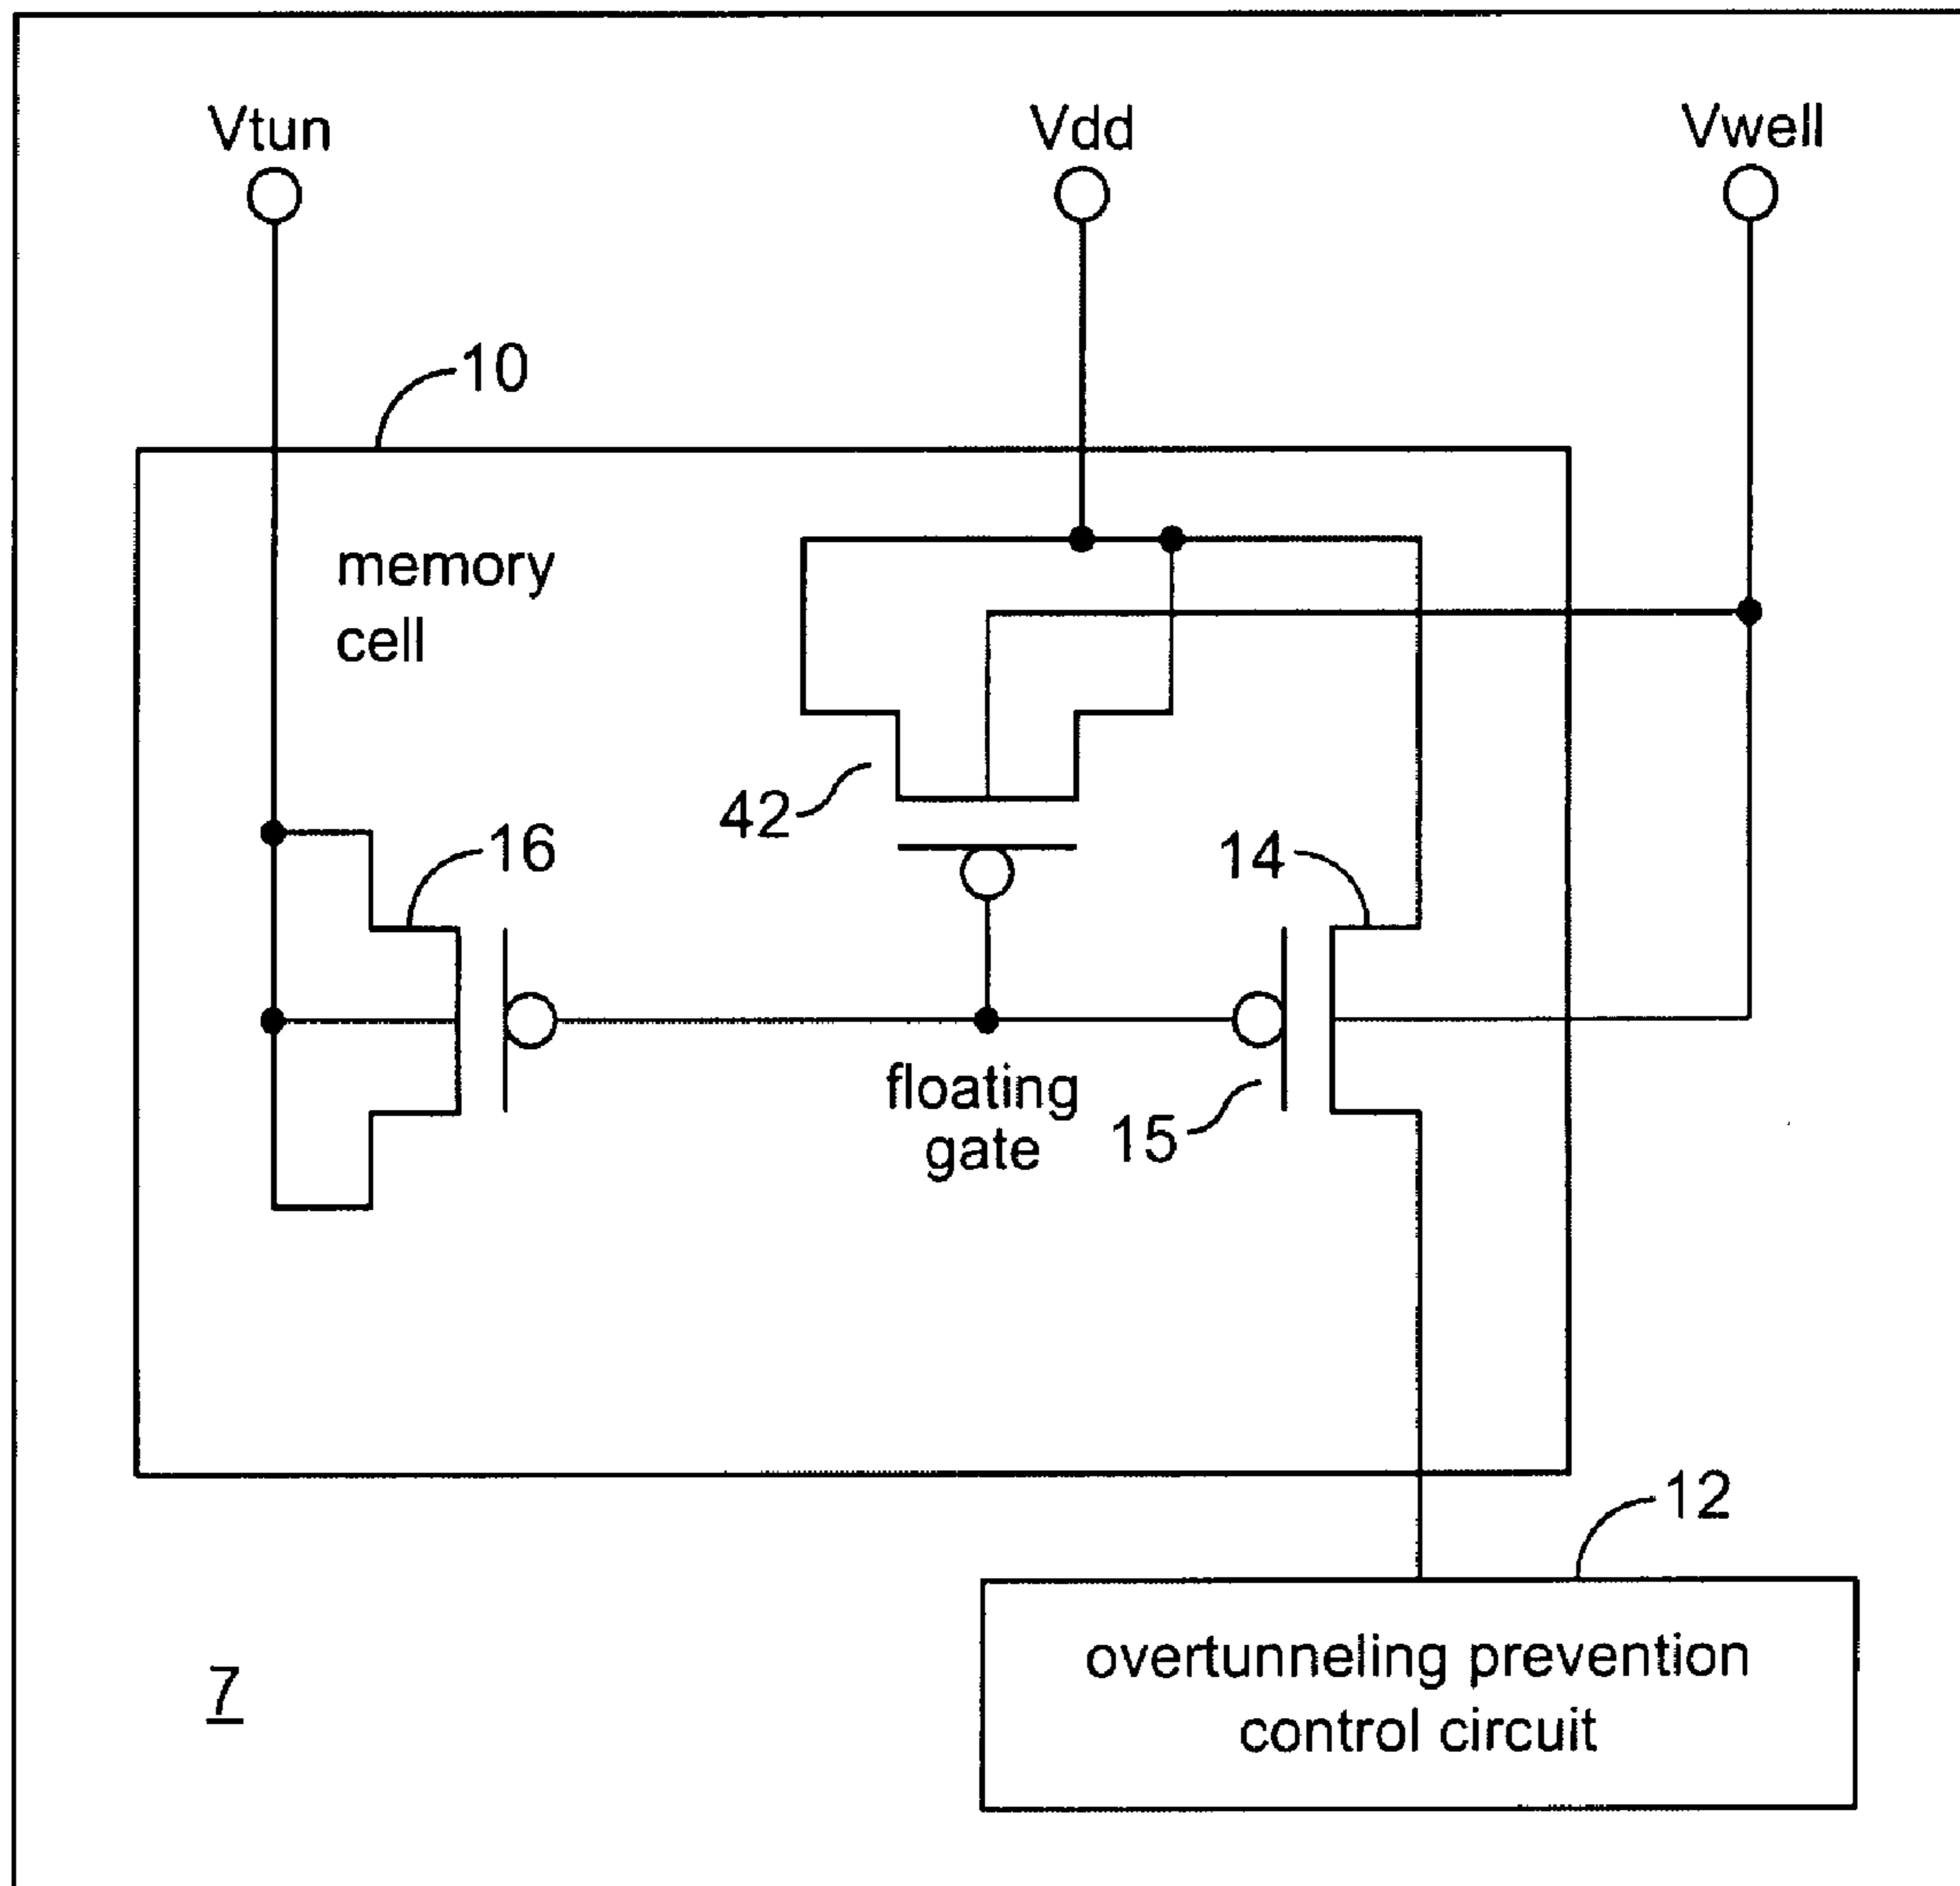 Vtun
Vdd
Vwell
10
memory
cell
42
16
14
floating
gate
15
12
overtunneling prevention
control circuit
7